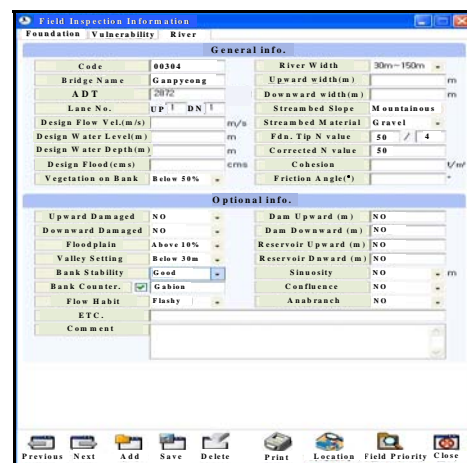 Field Inspection Information
Foundation Vulnerability River
General info.
Code 00304 River Width 30m~150m
Bridge Name Ganpyeong Upward width(m) m
ADT 2872 Downward width(m) m
Lane No. UP 1 DN 1 Streambed Slope Mountainous
Design Flow Vel.(m/s) m/s Streambed Material Gravel
Design Water Level(m) m Fdn. Tip N value 50 / 4
Design Water Depth(m) m Corrected N value 50
Design Flood(cms) cms Cohesion t/m²
Vegetation on Bank Below 50% Friction Angle(°) °
Optional info.
Upward Damaged NO Dam Upward (m) NO
Downward Damaged NO Dam Downward (m) NO
Floodplain Above 10% Reservoir Upward (m) NO
Valley Setting Below 30m Reservoir Dnward (m) NO
Bank Stability Good Sinuosity NO m
Bank Counter. Gabion Confluence NO
Flow Habit Flashy Anabranch NO
ETC.
Comment
Previous Next Add Save Delete Print Location Field Priority Close